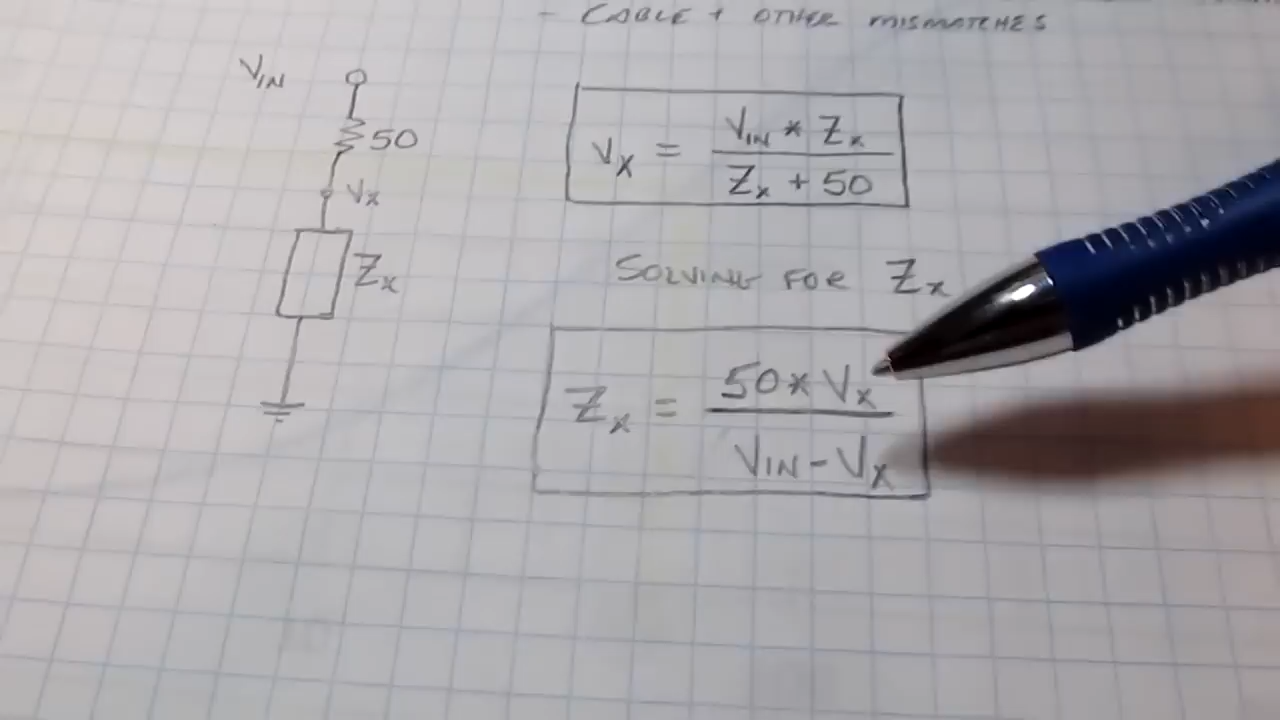 - CABLE + OTHER MISMATCHES
VIN
50
VX
ZX
VX = VIN * ZX / ZX + 50
SOLVING FOR ZX
ZX = 50 * VX / VIN - VX